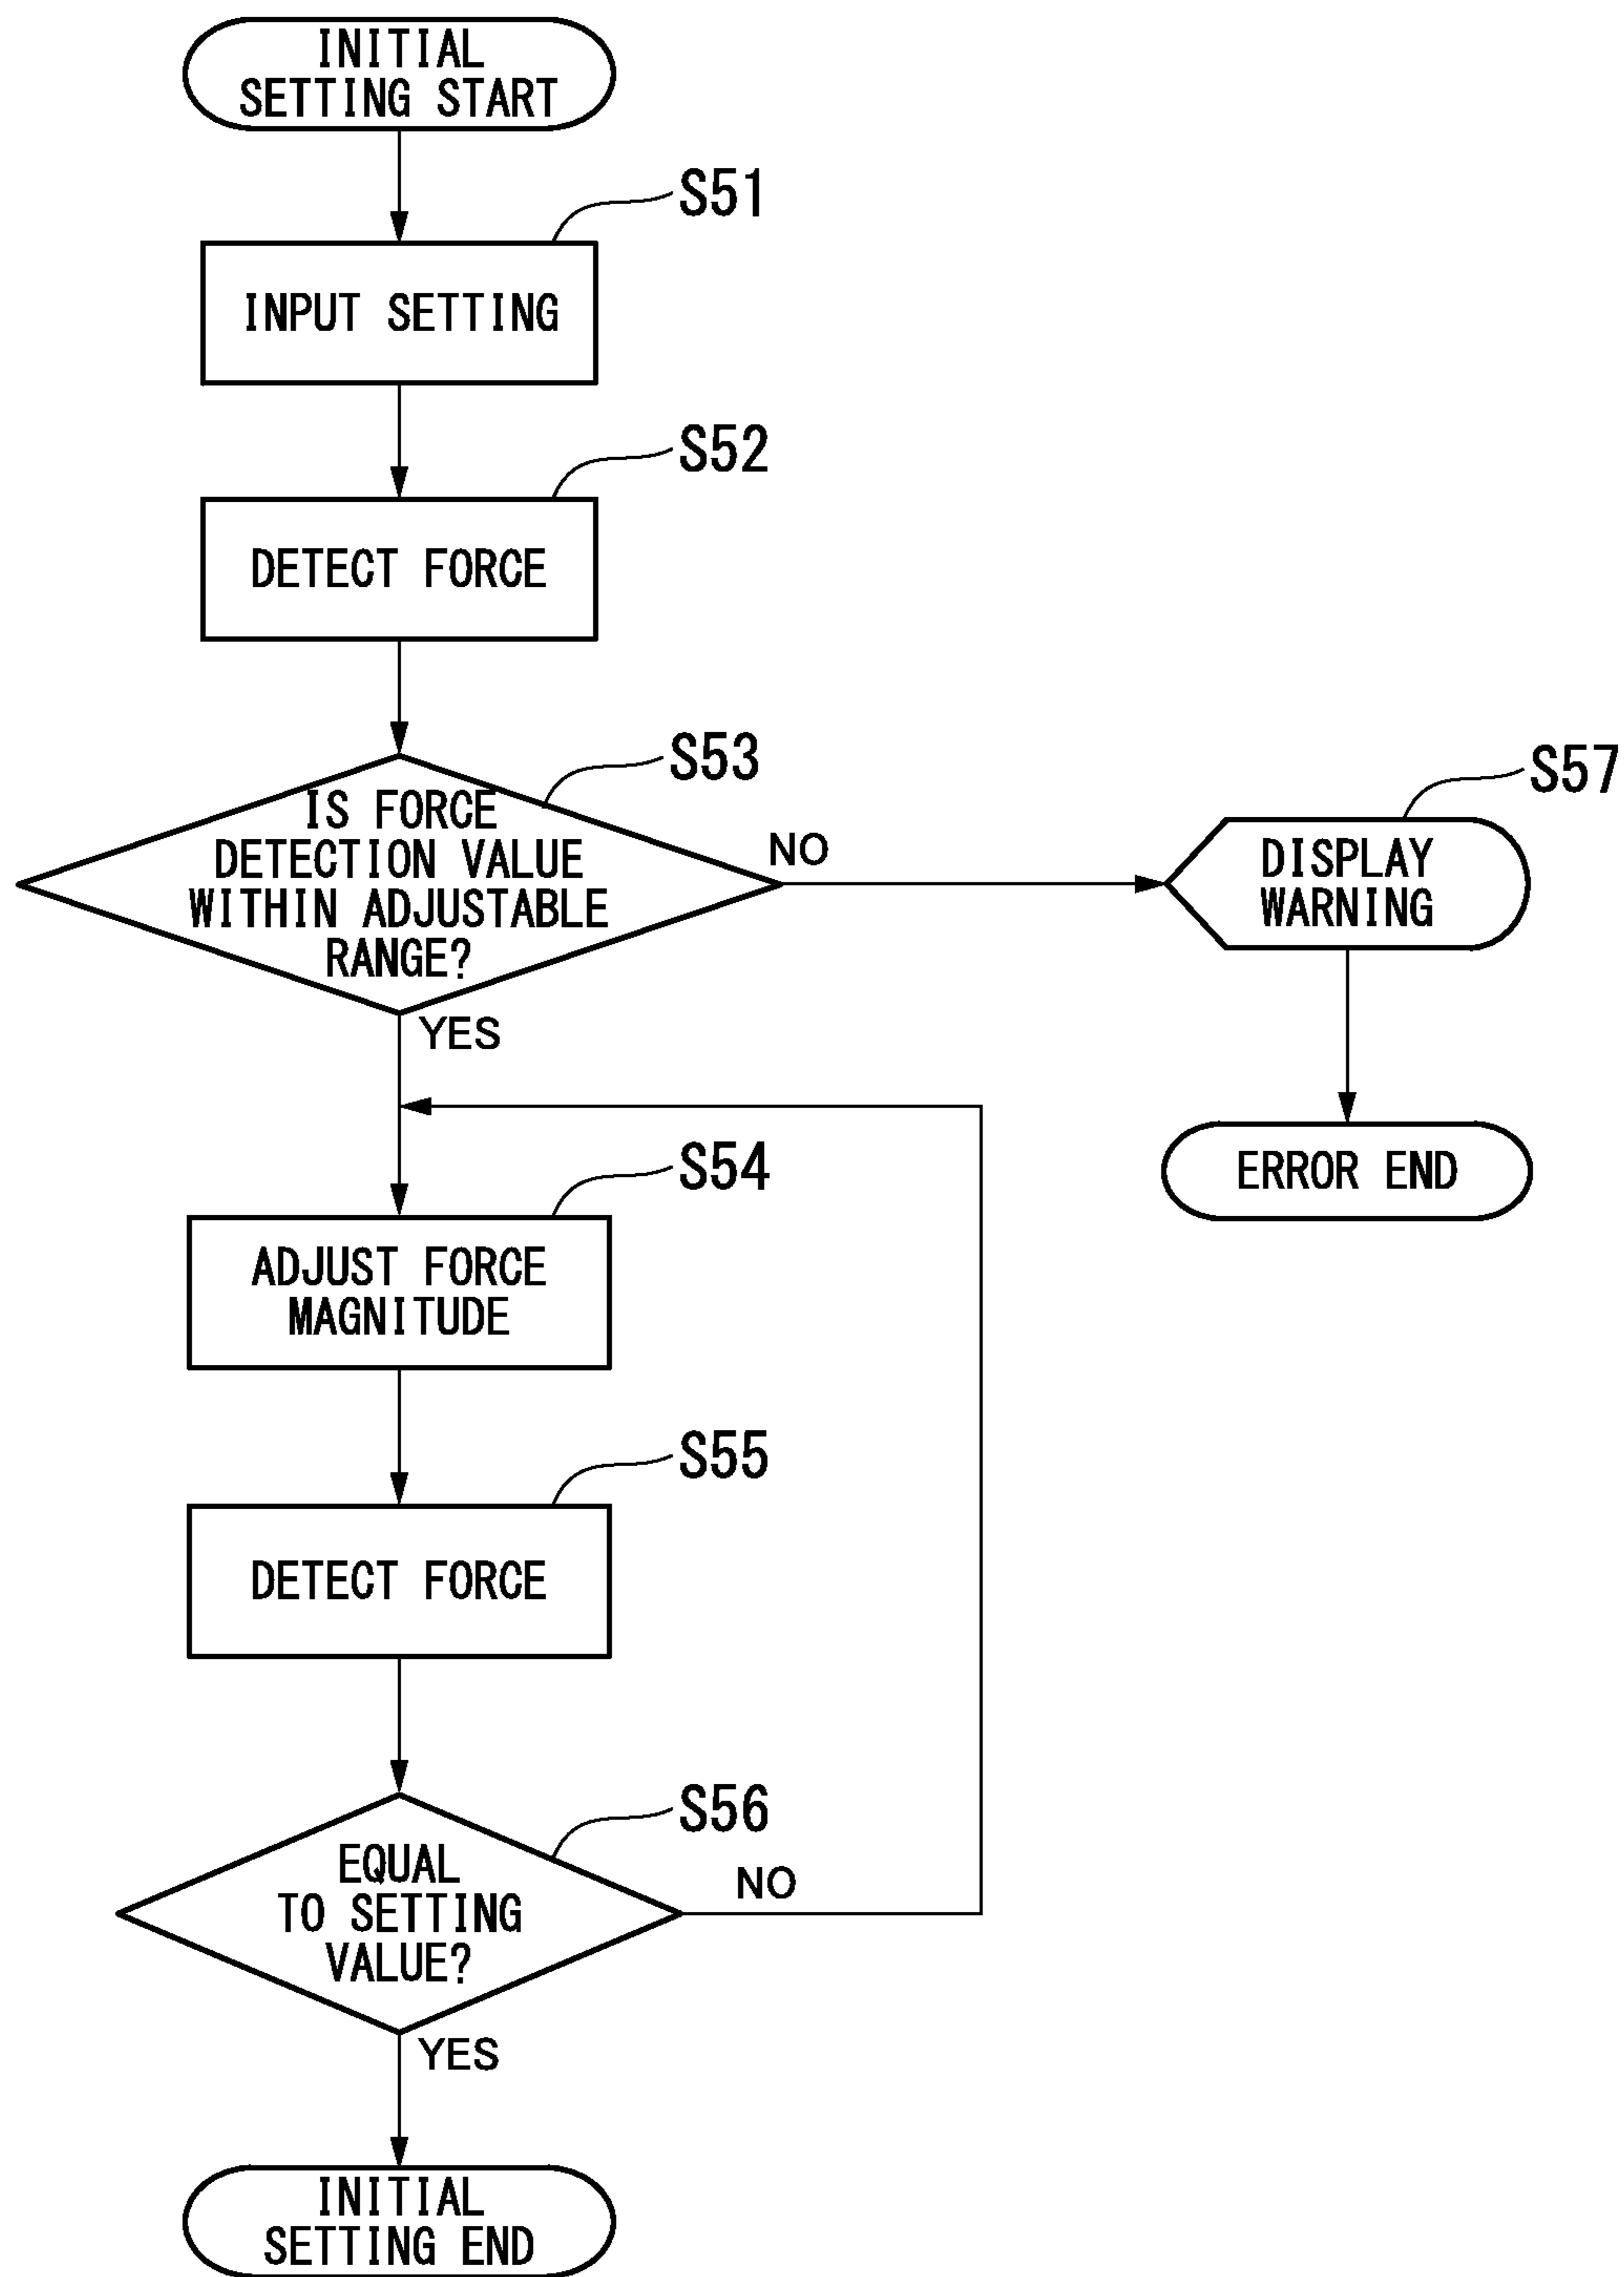 INITIAL
SETTING START
S51
INPUT SETTING
S52
DETECT FORCE
S53
IS FORCE
DETECTION VALUE
WITHIN ADJUSTABLE
RANGE?
NO
S57
DISPLAY
WARNING
YES
ERROR END
S54
ADJUST FORCE
MAGNITUDE
S55
DETECT FORCE
S56
EQUAL
TO SETTING
VALUE?
NO
YES
INITIAL
SETTING END